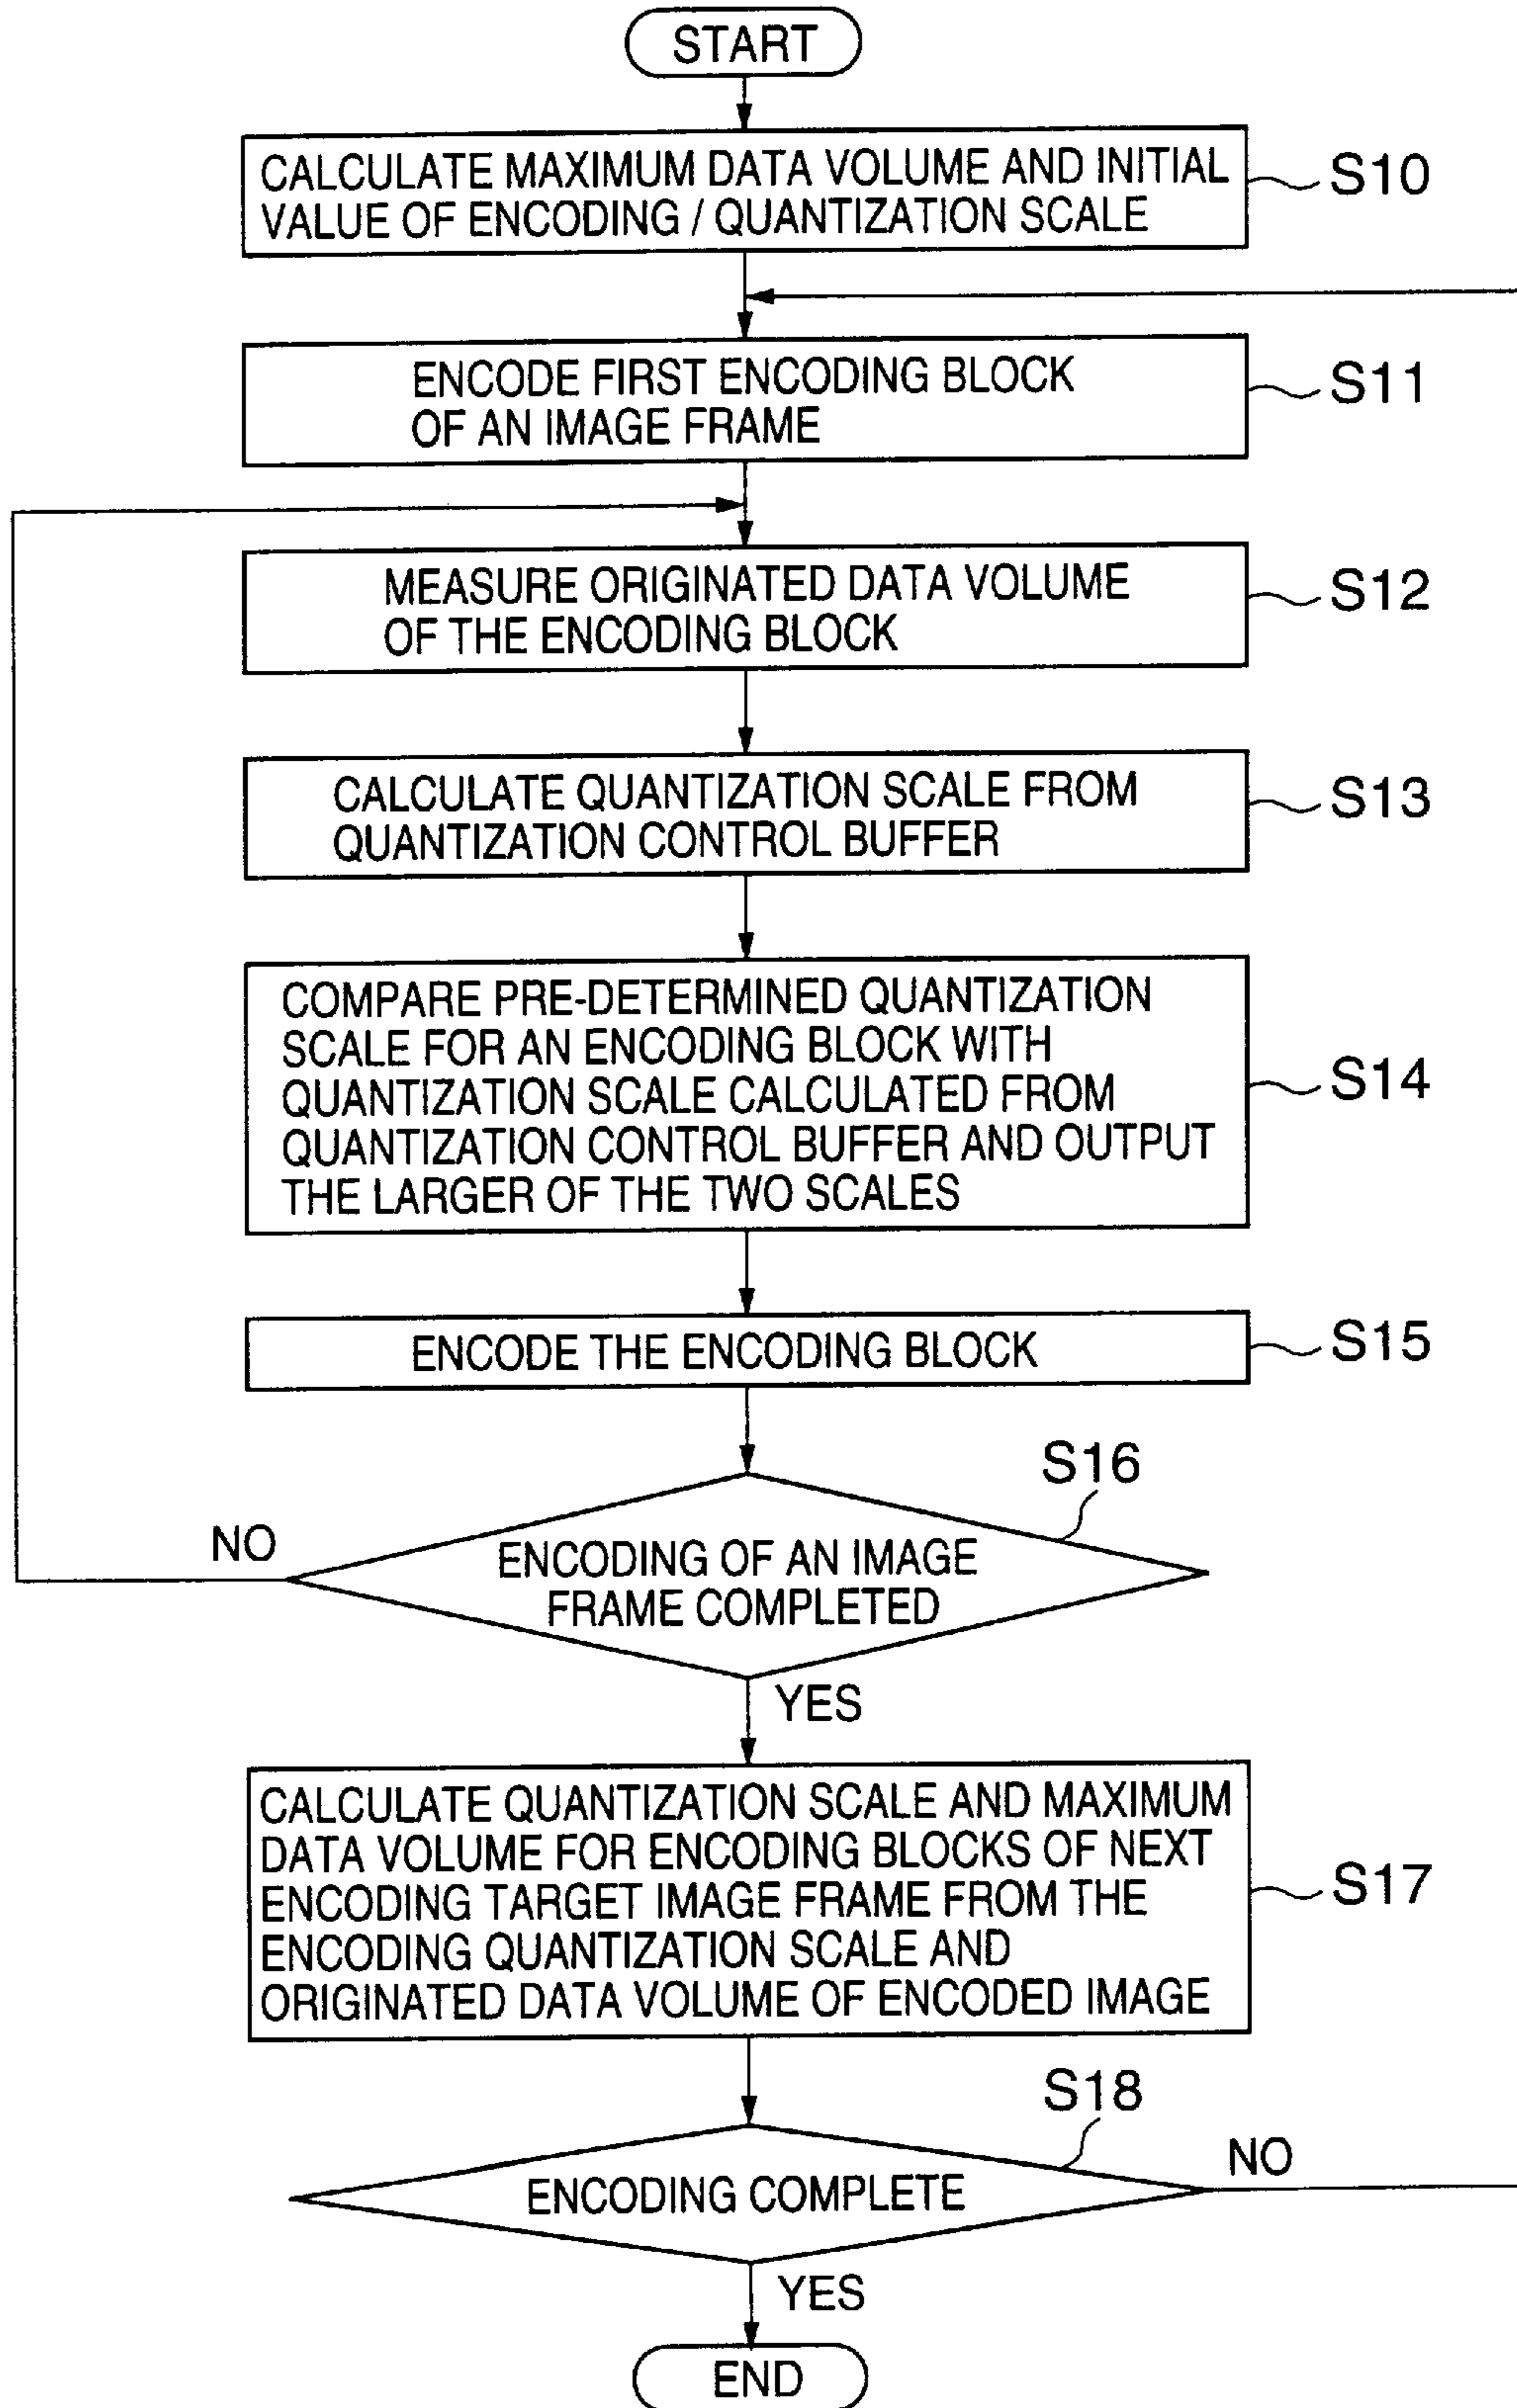 START
CALCULATE MAXIMUM DATA VOLUME AND INITIAL
VALUE OF ENCODING / QUANTIZATION SCALE
S10
ENCODE FIRST ENCODING BLOCK
OF AN IMAGE FRAME
S11
MEASURE ORIGINATED DATA VOLUME
OF THE ENCODING BLOCK
S12
CALCULATE QUANTIZATION SCALE FROM
QUANTIZATION CONTROL BUFFER
S13
COMPARE PRE-DETERMINED QUANTIZATION
SCALE FOR AN ENCODING BLOCK WITH
QUANTIZATION SCALE CALCULATED FROM
QUANTIZATION CONTROL BUFFER AND OUTPUT
THE LARGER OF THE TWO SCALES
S14
ENCODE THE ENCODING BLOCK
S15
S16
NO
ENCODING OF AN IMAGE
FRAME COMPLETED
YES
CALCULATE QUANTIZATION SCALE AND MAXIMUM
DATA VOLUME FOR ENCODING BLOCKS OF NEXT
ENCODING TARGET IMAGE FRAME FROM THE
ENCODING QUANTIZATION SCALE AND
ORIGINATED DATA VOLUME OF ENCODED IMAGE
S17
S18
NO
ENCODING COMPLETE
YES
END